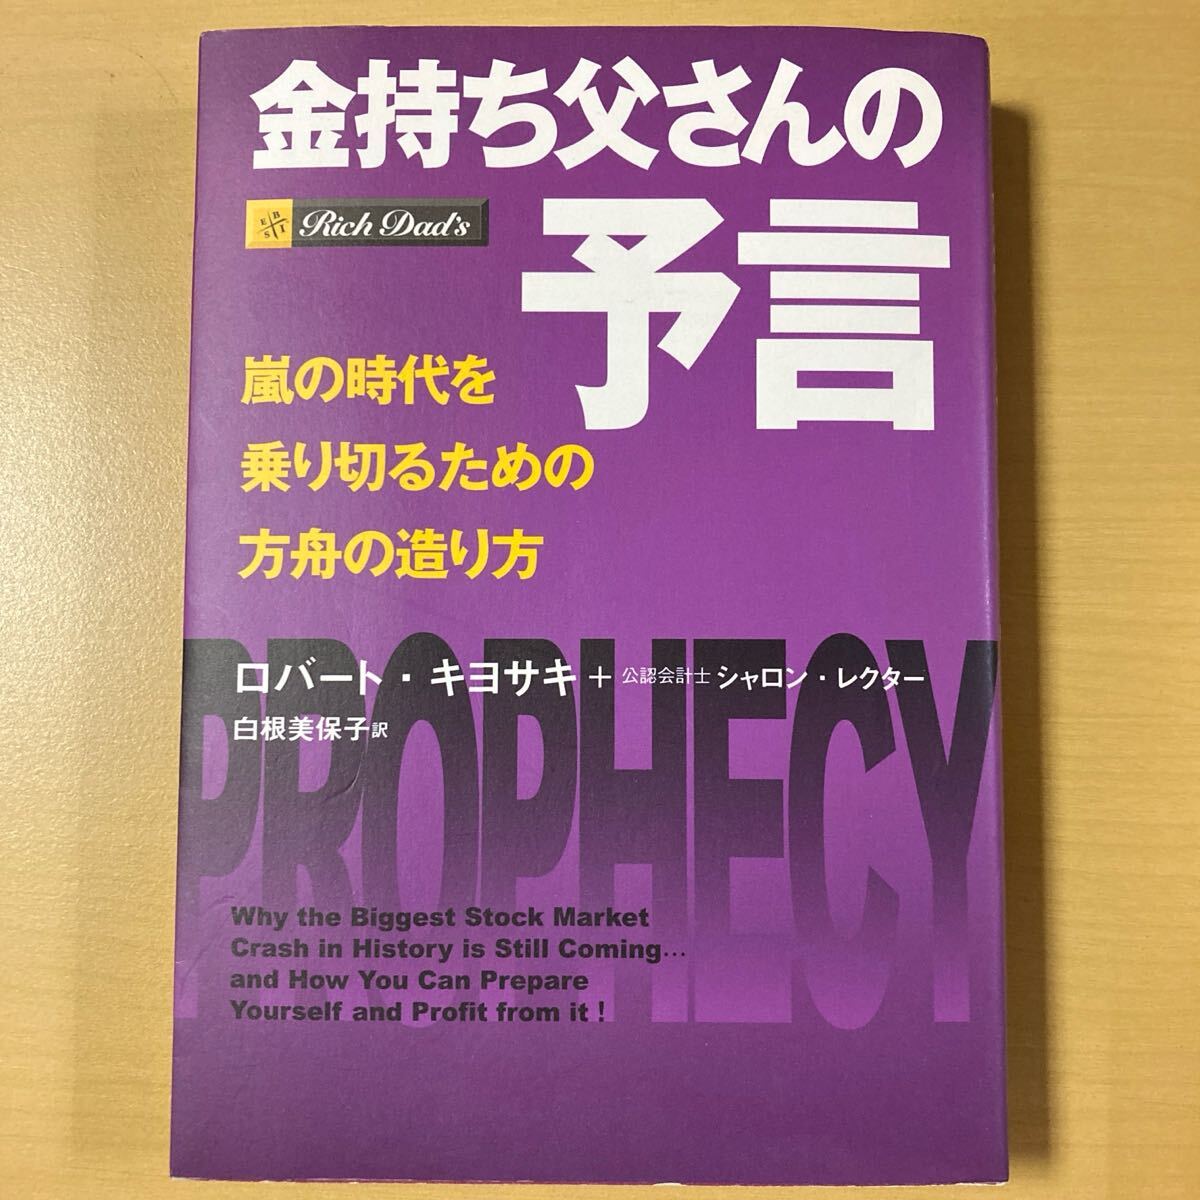 金持ち父さんの
予言
E B
S I
Rich Dad's
嵐の時代を
乗り切るための
方舟の造り方
PROPHECY
ロバート・キヨサキ + 公認会計士 シャロン・レクター
白根美保子 訳
Why the Biggest Stock Market
Crash in History is Still Coming…
and How You Can Prepare
Yourself and Profit from it !